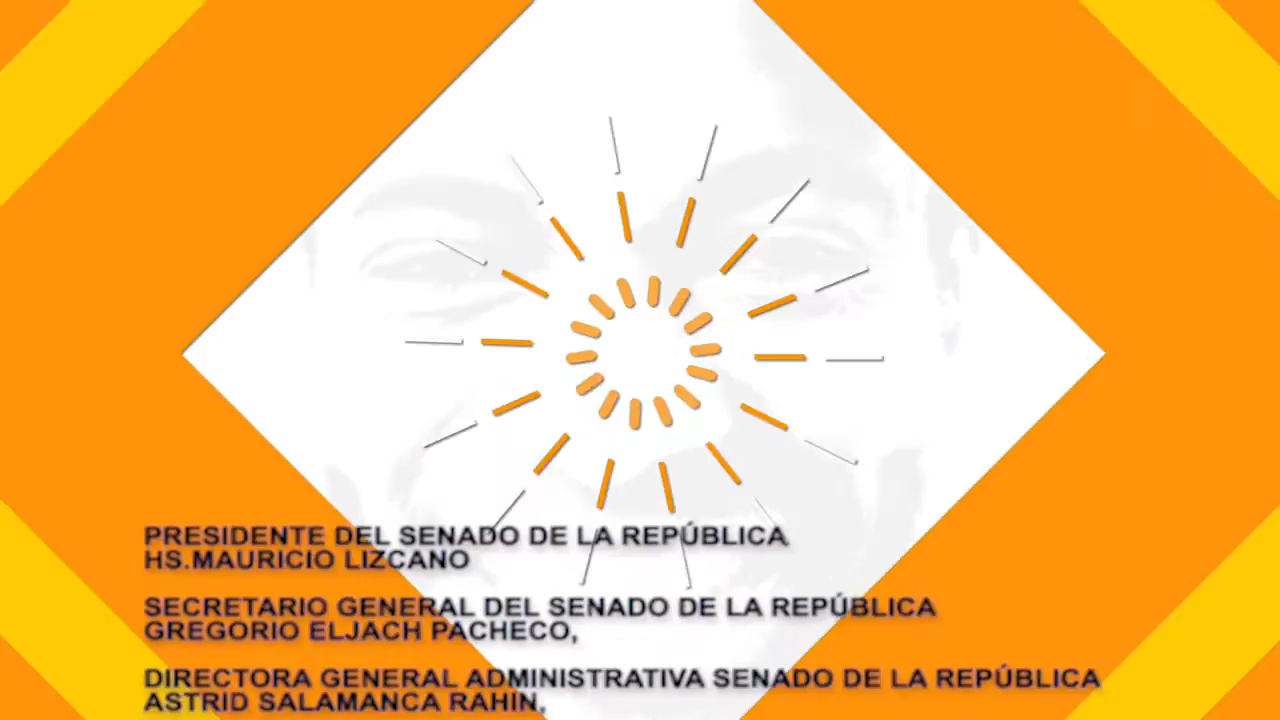 PRESIDENTE DEL SENADO DE LA REPÚBLICA
HS.MAURICIO LIZCANO
SECRETARIO GENERAL DEL SENADO DE LA REPÚBLICA
GREGORIO ELJACH PACHECO,
DIRECTORA GENERAL ADMINISTRATIVA SENADO DE LA REPÚBLICA
ASTRID SALAMANCA RAHIN,